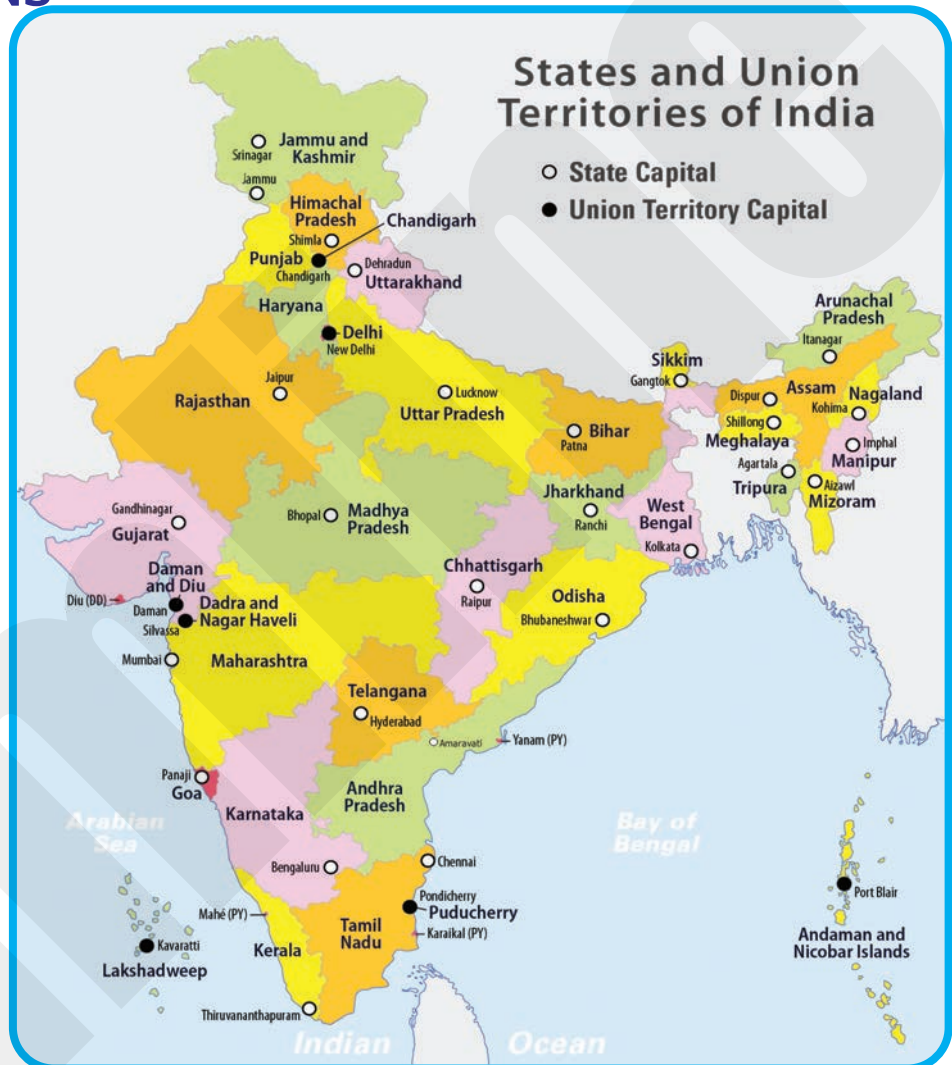 States and Union
Territories of India
State Capital
Union Territory Capital
Jammu and
Kashmir
Srinagar
Jammu
Himachal
Pradesh
Shimla
Chandigarh
Punjab
Chandigarh
Dehradun
Uttarakhand
Haryana
Delhi
New Delhi
Arunachal
Pradesh
Itanagar
Sikkim
Gangtok
Jaipur
Rajasthan
Lucknow
Uttar Pradesh
Bihar
Patna
Dispur
Assam
Nagaland
Kohima
Shillong
Meghalaya
Imphal
Manipur
Agartala
Tripura
Aizawl
Mizoram
Gandhinagar
Gujarat
Bhopal
Madhya
Pradesh
Jharkhand
Ranchi
West
Bengal
Kolkata
Daman
and Diu
Diu (DD)
Daman
Dadra and
Nagar Haveli
Silvassa
Chhattisgarh
Raipur
Odisha
Bhubaneshwar
Mumbai
Maharashtra
Telangana
Hyderabad
Amaravati
Yanam (PY)
Panaji
Goa
Karnataka
Andhra
Pradesh
Arabian
Sea
Bay of
Bengal
Bengaluru
Chennai
Pondicherry
Puducherry
Port Blair
Mahé (PY)
Tamil
Nadu
Karaikal (PY)
Kavaratti
Lakshadweep
Kerala
Andaman and
Nicobar Islands
Thiruvananthapuram
Indian Ocean